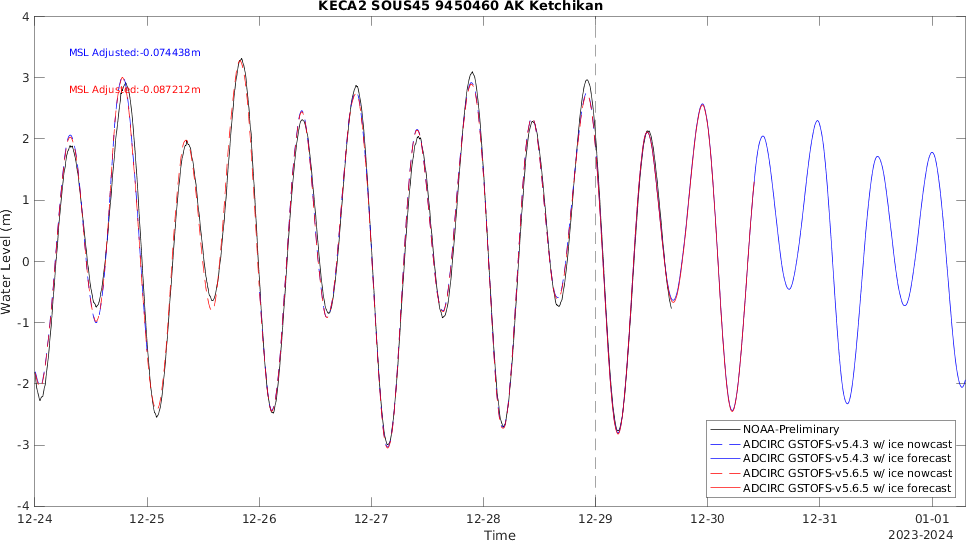 KECA2 SOUS45 9450460 AK Ketchikan
MSL Adjusted:-0.074438m
MSL Adjusted:-0.087212m
Water Level (m)
4
3
2
1
0
-1
-2
-3
-4
12-24
12-25
12-26
12-27
12-28
12-29
12-30
12-31
01-01
Time
2023-2024
NOAA-Preliminary
ADCIRC GSTOFS-v5.4.3 w/ ice nowcast
ADCIRC GSTOFS-v5.4.3 w/ ice forecast
ADCIRC GSTOFS-v5.6.5 w/ ice nowcast
ADCIRC GSTOFS-v5.6.5 w/ ice forecast